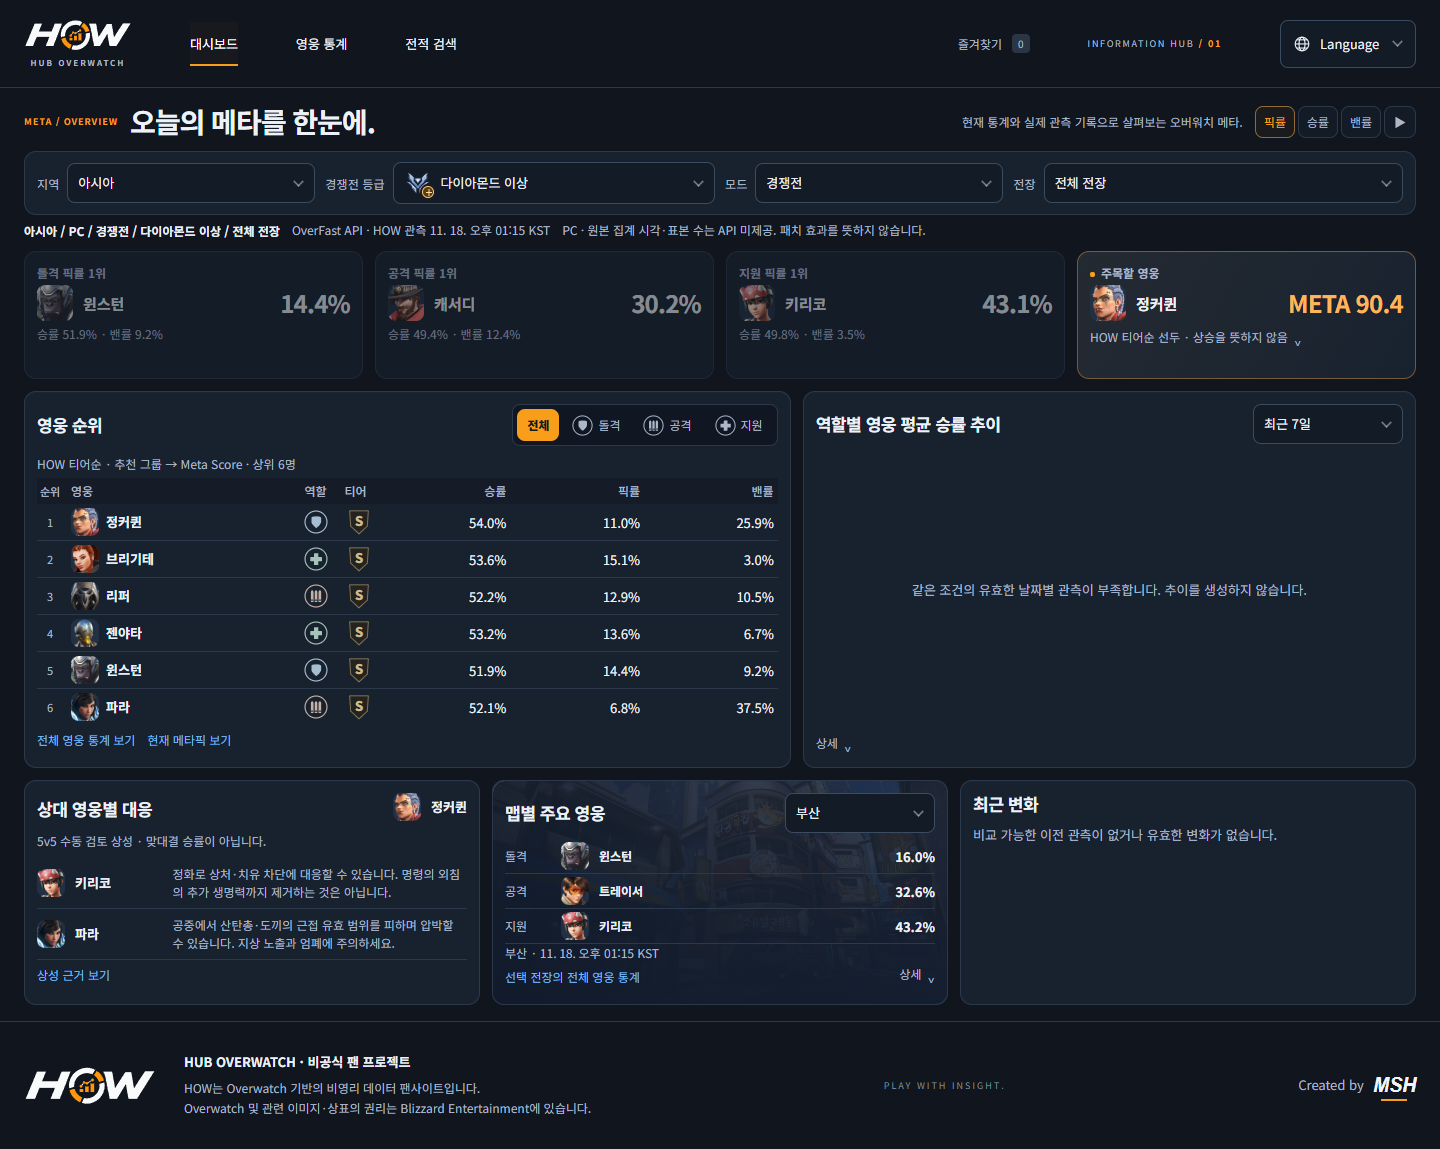 HOW
HUB OVERWATCH
대시보드
영웅 통계
전적 검색
즐겨찾기 0
INFORMATION HUB / 01
Language
META / OVERVIEW
오늘의 메타를 한눈에.
현재 통계와 실제 관측 기록으로 살펴보는 오버워치 메타.
픽률
승률
밴률
지역
아시아
경쟁전 등급
다이아몬드 이상
모드
경쟁전
전장
전체 전장
아시아 / PC / 경쟁전 / 다이아몬드 이상 / 전체 전장
OverFast API · HOW 관측 11. 18. 오후 01:15 KST
PC · 원본 집계 시각·표본 수는 API 미제공. 패치 효과를 뜻하지 않습니다.
돌격 픽률 1위
윈스턴
14.4%
승률 51.9% · 밴률 9.2%
공격 픽률 1위
캐서디
30.2%
승률 49.4% · 밴률 12.4%
지원 픽률 1위
키리코
43.1%
승률 49.8% · 밴률 3.5%
주목할 영웅
정커퀸
META 90.4
HOW 티어순 선두 · 상승을 뜻하지 않음
영웅 순위
전체
돌격
공격
지원
HOW 티어순 · 추천 그룹 → Meta Score · 상위 6명
순위 영웅 역할 티어 승률 픽률 밴률
1 정커퀸 S 54.0% 11.0% 25.9%
2 브리기테 S 53.6% 15.1% 3.0%
3 리퍼 S 52.2% 12.9% 10.5%
4 젠야타 S 53.2% 13.6% 6.7%
5 윈스턴 S 51.9% 14.4% 9.2%
6 파라 S 52.1% 6.8% 37.5%
전체 영웅 통계 보기
현재 메타픽 보기
역할별 영웅 평균 승률 추이
최근 7일
같은 조건의 유효한 날짜별 관측이 부족합니다. 추이를 생성하지 않습니다.
상세
상대 영웅별 대응
정커퀸
5v5 수동 검토 상성 · 맞대결 승률이 아닙니다.
키리코
정화로 상처·치유 차단에 대응할 수 있습니다. 명령의 외침
의 추가 생명력까지 제거하는 것은 아닙니다.
파라
공중에서 산탄총·도끼의 근접 유효 범위를 피하며 압박할
수 있습니다. 지상 노출과 엄폐에 주의하세요.
상성 근거 보기
맵별 주요 영웅
부산
돌격 윈스턴 16.0%
공격 트레이서 32.6%
지원 키리코 43.2%
부산 · 11. 18. 오후 01:15 KST
선택 전장의 전체 영웅 통계
상세
최근 변화
비교 가능한 이전 관측이 없거나 유효한 변화가 없습니다.
HOW
HUB OVERWATCH · 비공식 팬 프로젝트
HOW는 Overwatch 기반의 비영리 데이터 팬사이트입니다.
Overwatch 및 관련 이미지·상표의 권리는 Blizzard Entertainment에 있습니다.
PLAY WITH INSIGHT.
Created by MSH